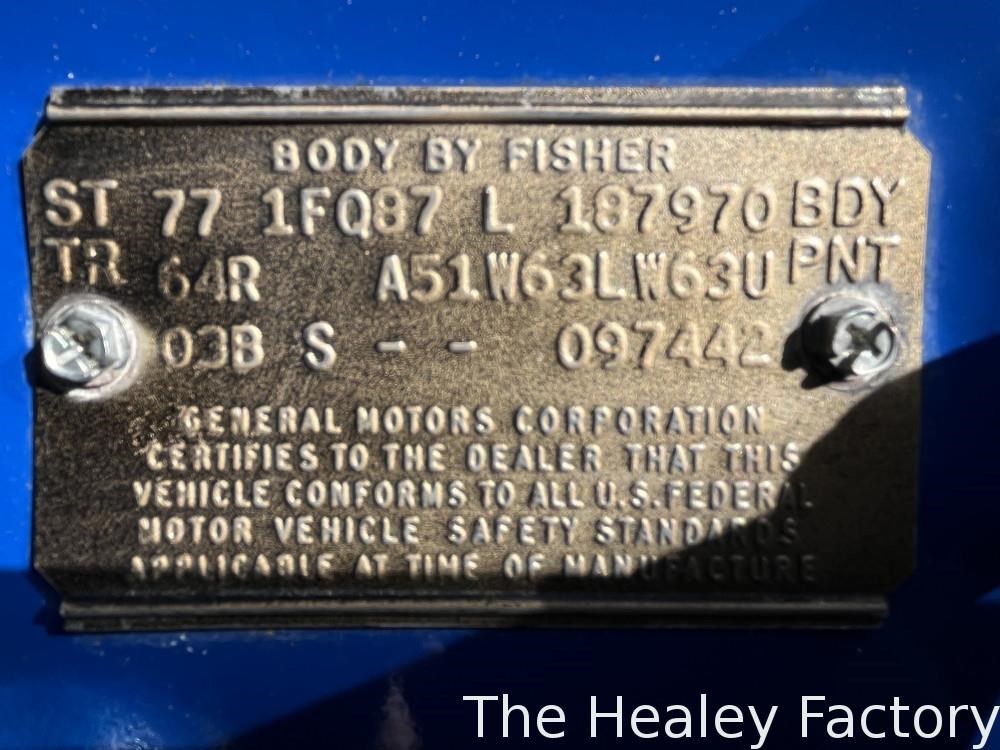 BODY BY FISHER
ST 77 1FQ87 L 187970 BDY
TR 64R A51W63LW63U PNT
03B S - - 097442
GENERAL MOTORS CORPORATION
CERTIFIES TO THE DEALER THAT THIS
VEHICLE CONFORMS TO ALL U.S. FEDERAL
MOTOR VEHICLE SAFETY STANDARDS
APPLICABLE AT TIME OF MANUFACTURE
The Healey Factory